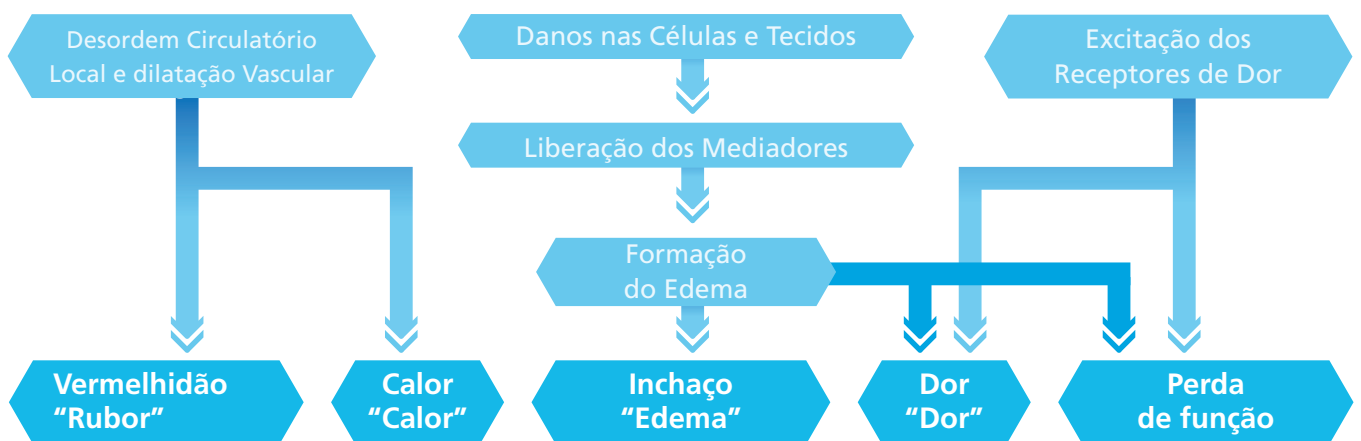 Desordem Circulatório
Local e dilatação Vascular
Danos nas Células e Tecidos
Excitação dos
Receptores de Dor
Liberação dos Mediadores
Formação
do Edema
Vermelhidão
"Rubor"
Calor
"Calor"
Inchaço
"Edema"
Dor
"Dor"
Perda
de função